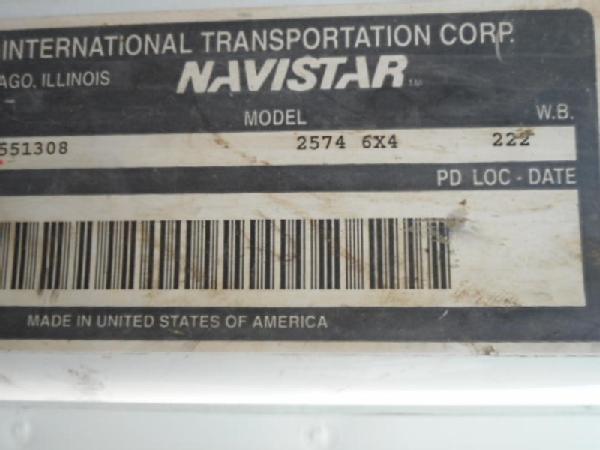 INTERNATIONAL TRANSPORTATION CORP.
AGO, ILLINOIS NAVISTAR
MODEL W.B.
551308 2574 6X4 222
PD LOC - DATE
MADE IN UNITED STATES OF AMERICA